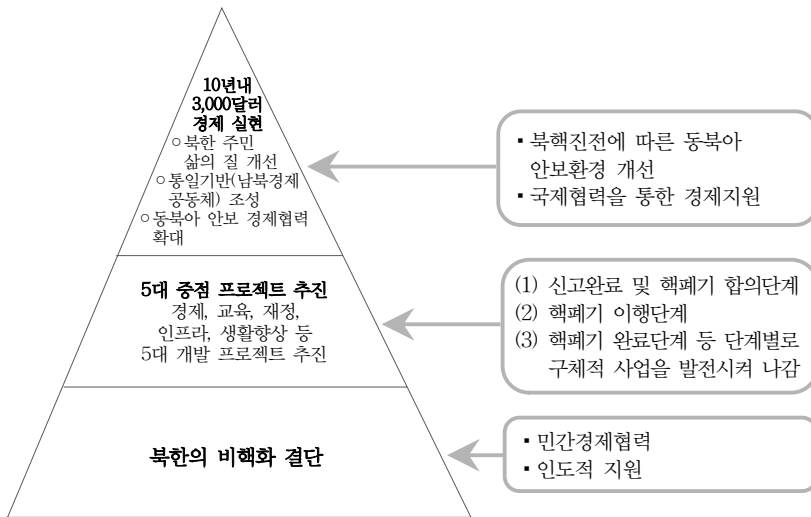 10년내
3,000달러
경제 실현
○북한 주민
삶의 질 개선
○통일기반(남북경제
공동체) 조성
○동북아 안보 경제협력
확대
▪북핵진전에 따른 동북아
안보환경 개선
▪국제협력을 통한 경제지원
5대 중점 프로젝트 추진
경제, 교육, 재정,
인프라, 생활향상 등
5대 개발 프로젝트 추진
(1) 신고완료 및 핵폐기 합의단계
(2) 핵폐기 이행단계
(3) 핵폐기 완료단계 등 단계별로
구체적 사업을 발전시켜 나감
북한의 비핵화 결단
▪민간경제협력
▪인도적 지원